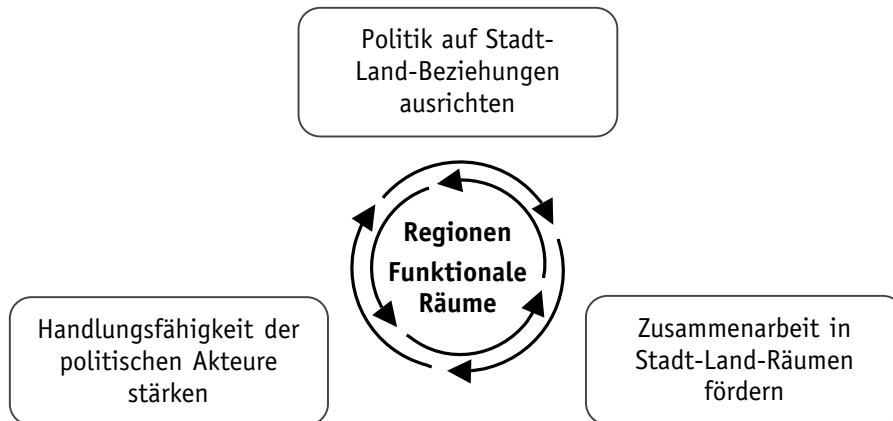 Politik auf Stadt-
Land-Beziehungen
ausrichten
Regionen
Funktionale
Räume
Handlungsfähigkeit der
politischen Akteure
stärken
Zusammenarbeit in
Stadt-Land-Räumen
fördern